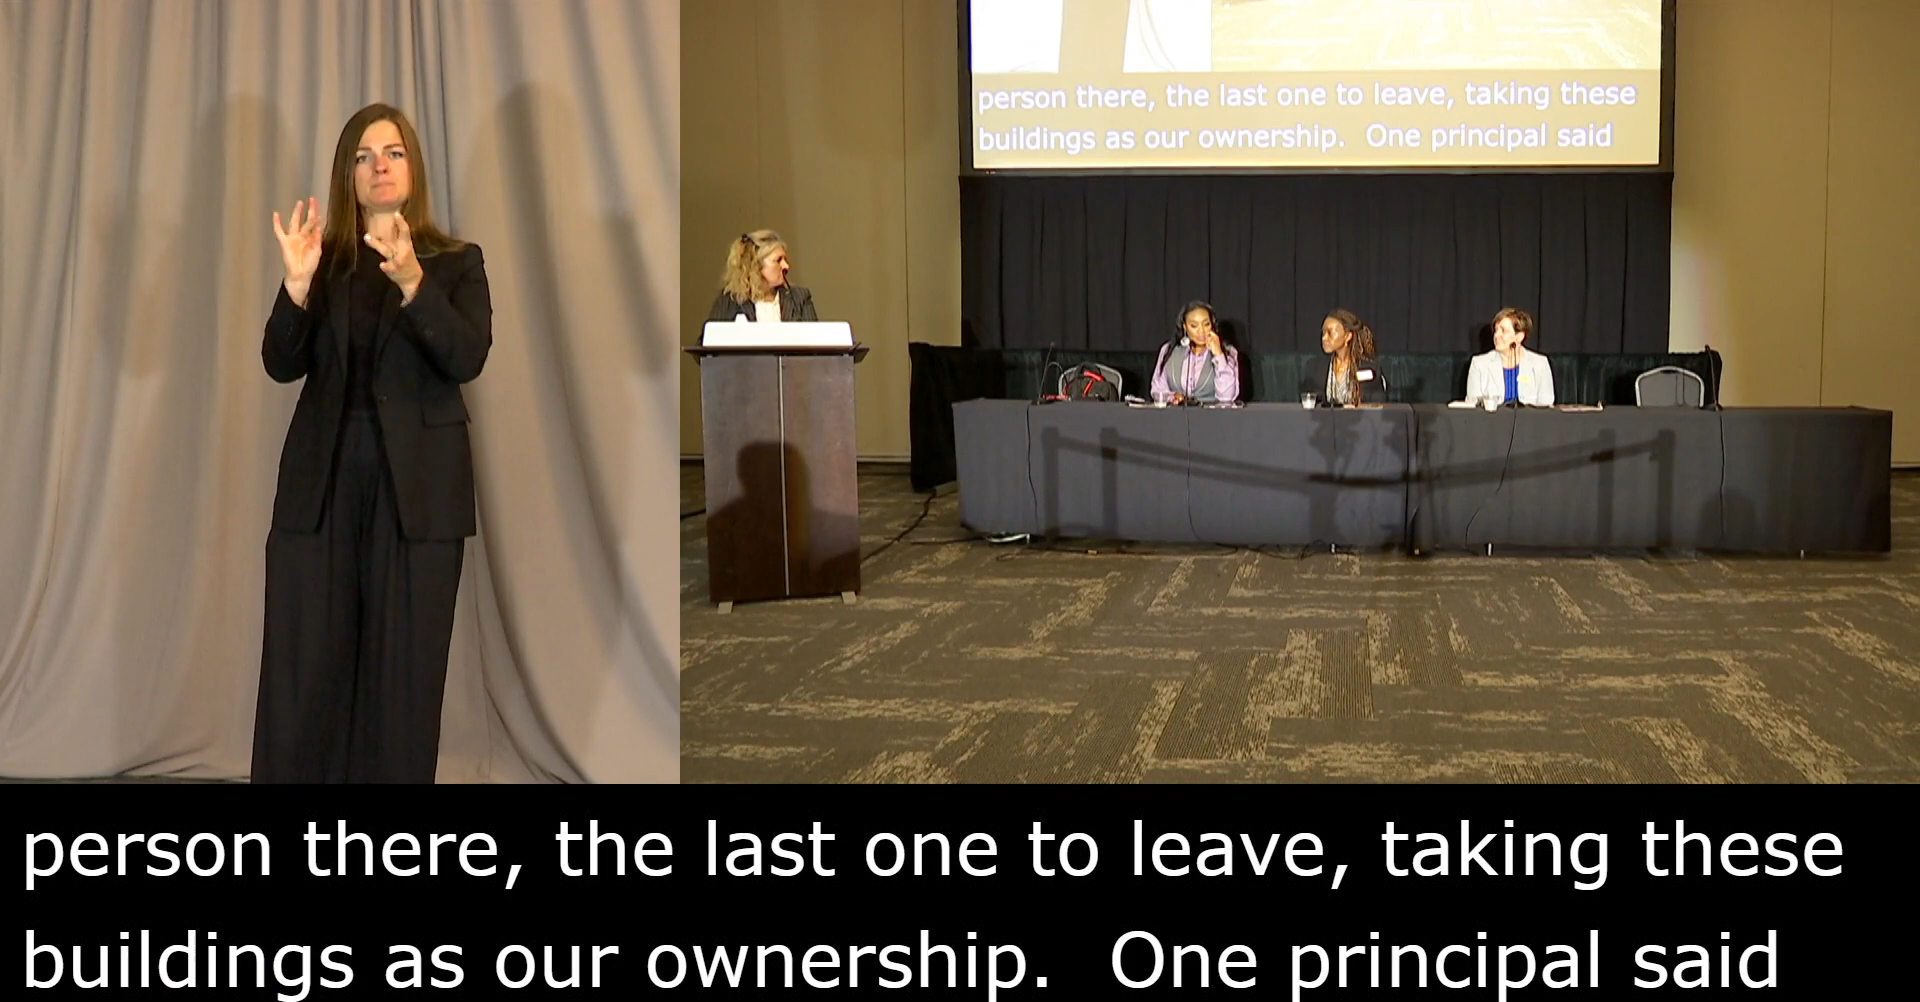 person there, the last one to leave, taking these
buildings as our ownership.  One principal said
person there, the last one to leave, taking these
buildings as our ownership.  One principal said